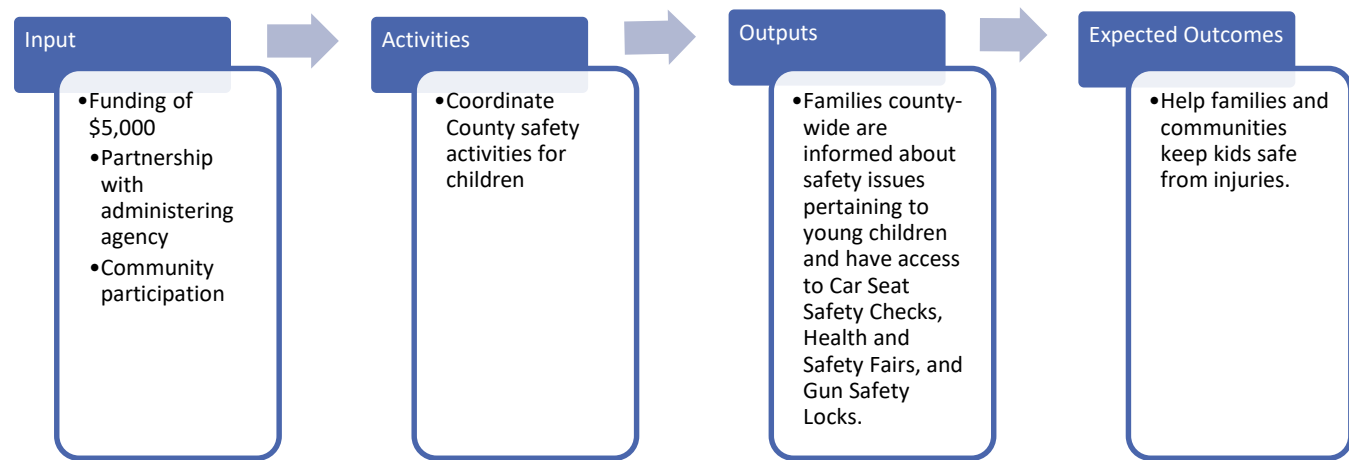 Input
•Funding of
$5,000
•Partnership
with
administering
agency
•Community
participation
Activities
•Coordinate
County safety
activities for
children
Outputs
•Families county-
wide are
informed about
safety issues
pertaining to
young children
and have access
to Car Seat
Safety Checks,
Health and
Safety Fairs, and
Gun Safety
Locks.
Expected Outcomes
•Help families and
communities
keep kids safe
from injuries.